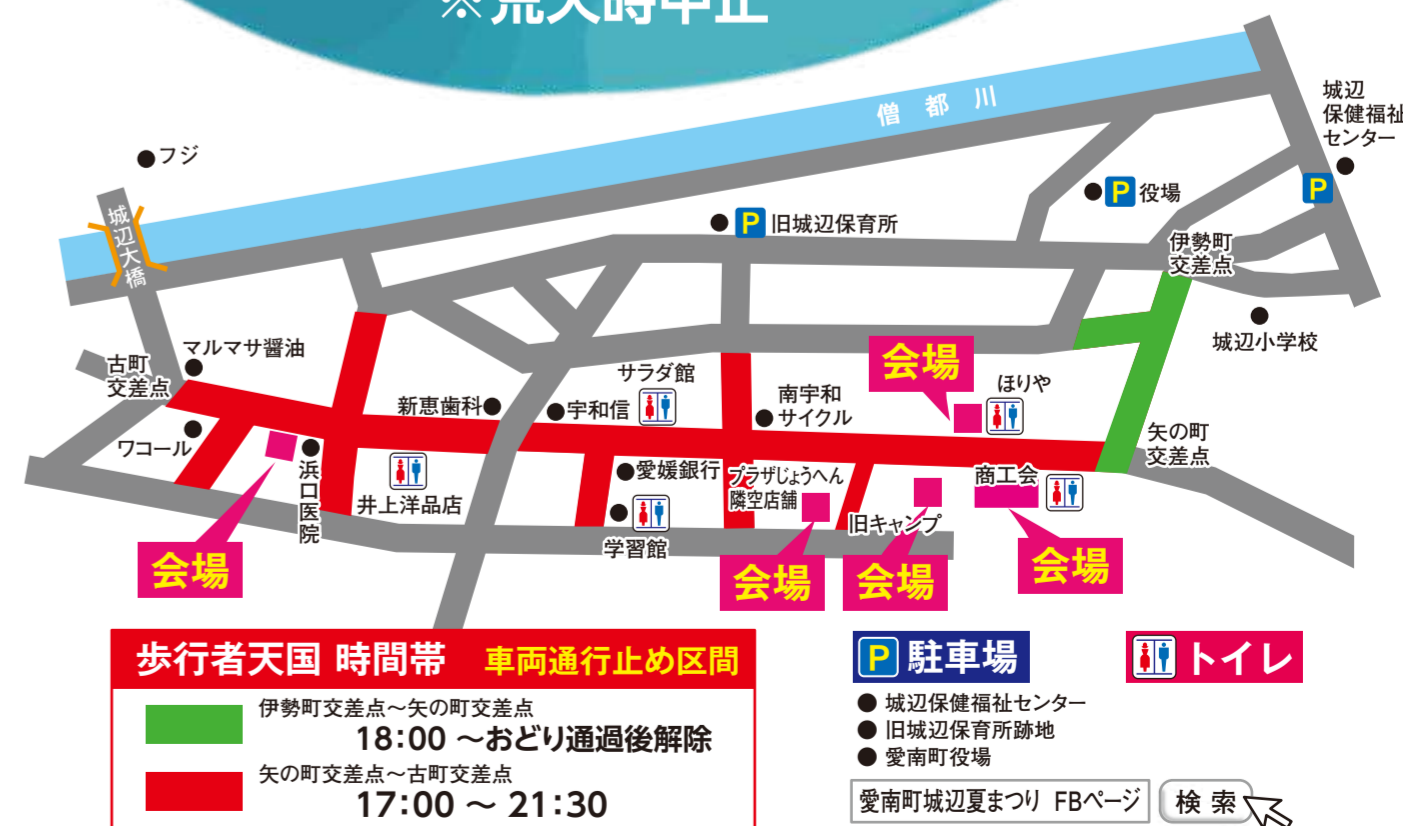 ※荒天時中止
僧都川
城辺
保健福祉
センター
フジ
城辺大橋
P 役場
P
P 旧城辺保育所
伊勢町
交差点
城辺小学校
マルマサ醤油
古町
交差点
サラダ館
会場
ほりや
新恵歯科
宇和信
南宇和
サイクル
矢の町
交差点
ワコール
浜口医院
井上洋品店
愛媛銀行
プラザじょうへん
隣空店舗
商工会
旧キャンプ
学習館
会場
会場
会場
会場
歩行者天国 時間帯 車両通行止め区間
伊勢町交差点～矢の町交差点
18:00 ～おどり通過後解除
矢の町交差点～古町交差点
17:00 ～ 21:30
P 駐車場
トイレ
● 城辺保健福祉センター
● 旧城辺保育所跡地
● 愛南町役場
愛南町城辺夏まつり FBページ 検 索